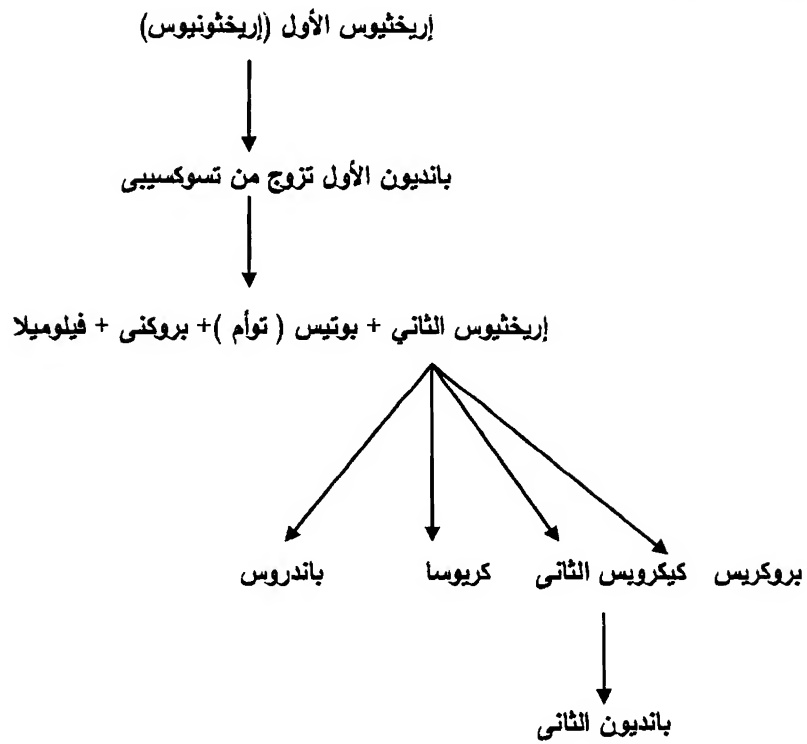 إريخثيوس الأول (إريخثونيوس)
بانديون الأول تزوج من تسوكسيبى
إريخثيوس الثاني + بوتيس ( توأم )+ بروكنى + فيلوميلا
بروكريس كيكروبس الثانى كريوسا باندروس
بانديون الثانى